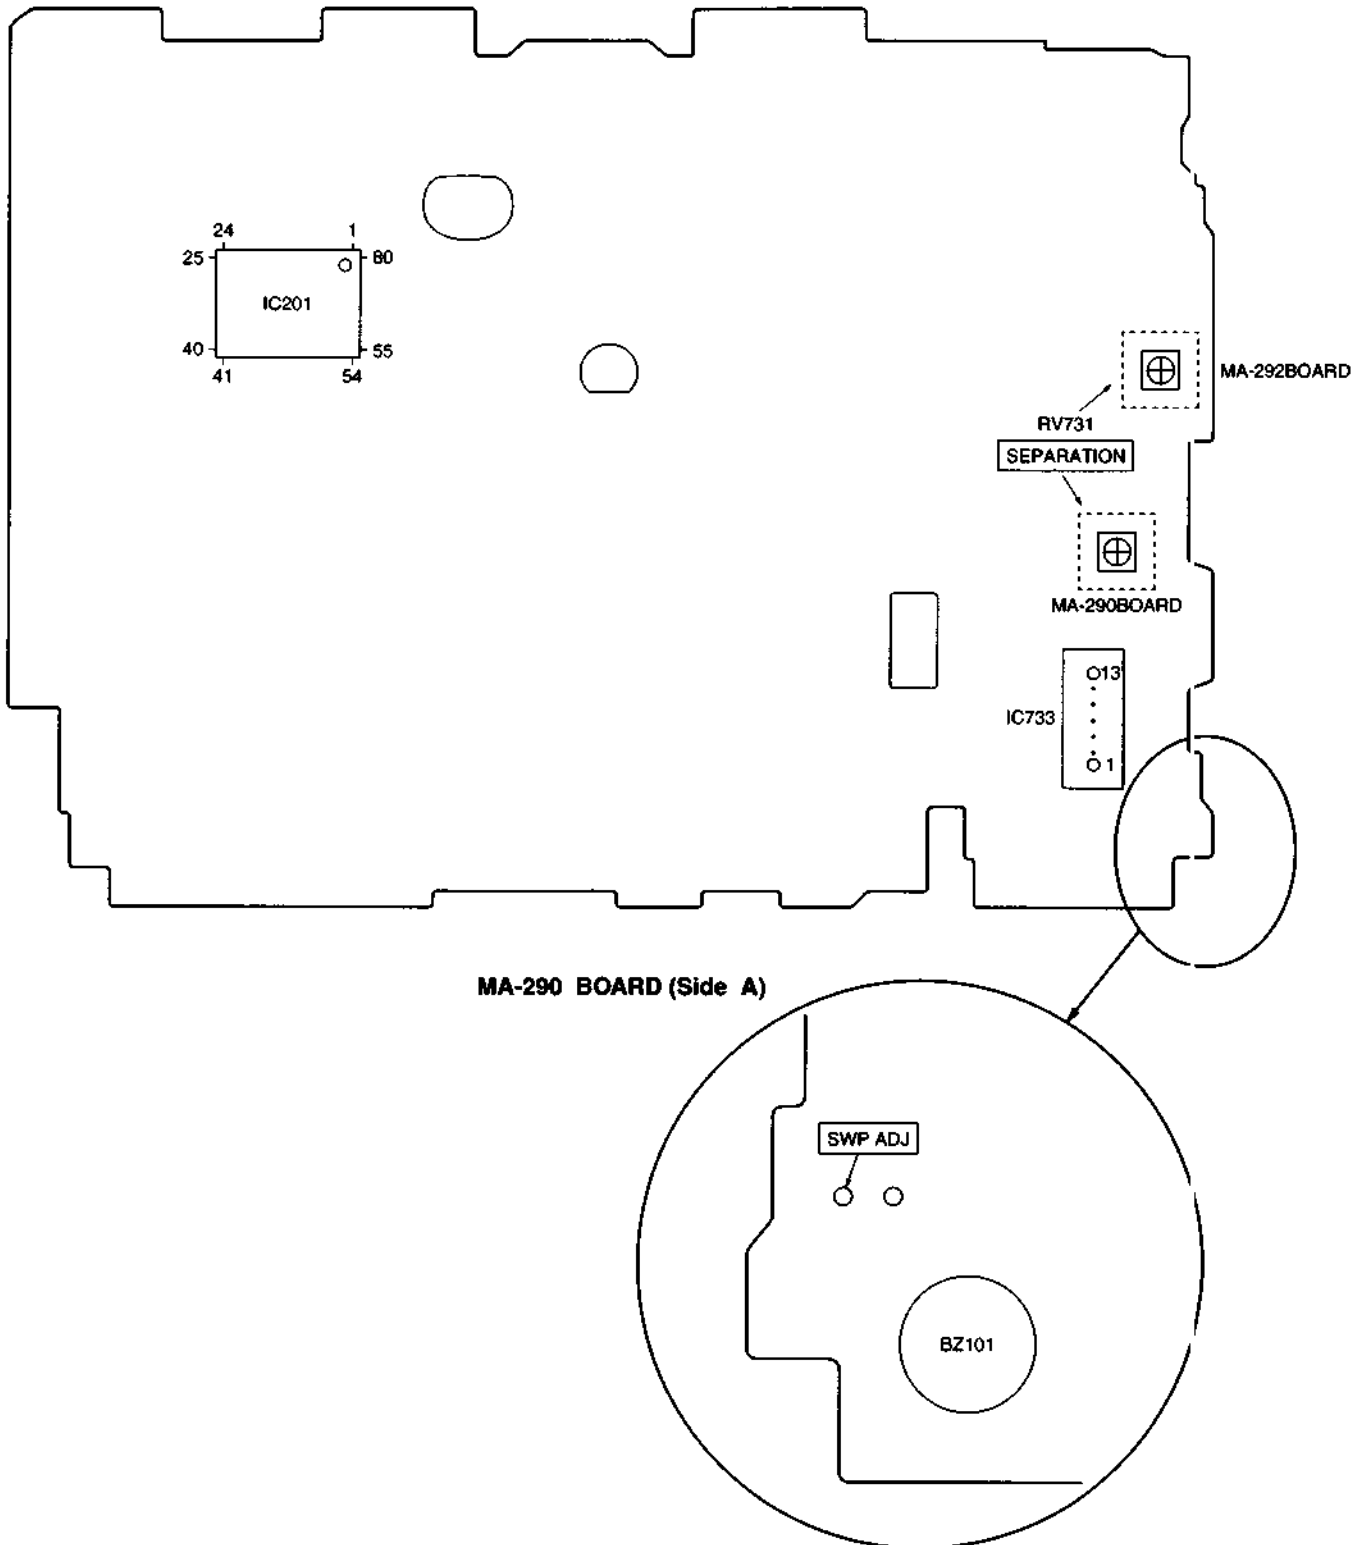 24 1
25 80
IC201
40 55
41 54
MA-292BOARD
RV731
SEPARATION
MA-290BOARD
13
IC733
1
MA-290 BOARD (Side A)
SWP ADJ
BZ101